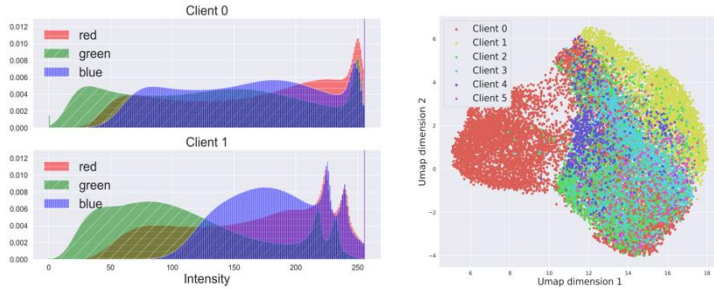 Client 0
0.012
0.010
0.008
0.006
0.004
0.002
0.000
red
green
blue
Client 1
0.012
0.010
0.008
0.006
0.004
0.002
0.000
red
green
blue
0 50 100 150 200 250
Intensity
Client 0
Client 1
Client 2
Client 3
Client 4
Client 5
6
4
2
0
−2
−4
Umap dimension 2
6 8 10 12 14 16 18
Umap dimension 1